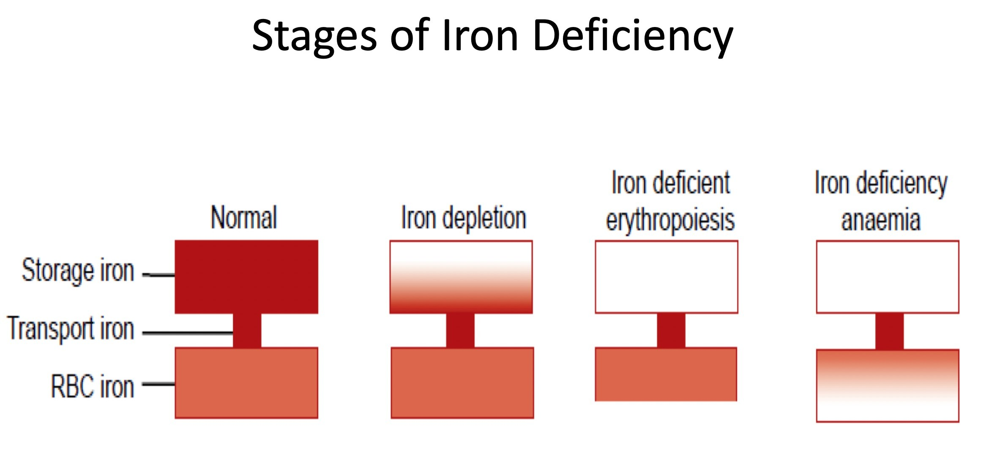 Stages of Iron Deficiency
Normal
Iron depletion
Iron deficient
erythropoiesis
Iron deficiency
anaemia
Storage iron
Transport iron
RBC iron